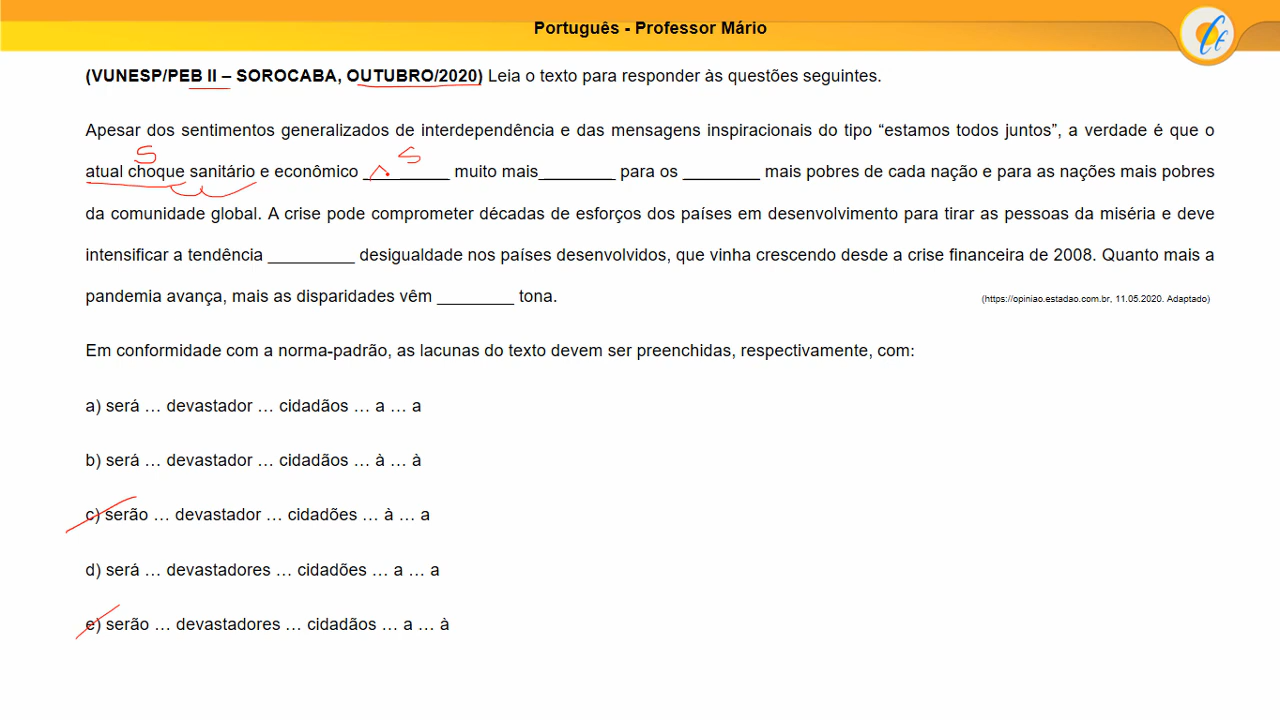 Português - Professor Mário
(VUNESP/PEB II – SOROCABA, OUTUBRO/2020) Leia o texto para responder às questões seguintes.
Apesar dos sentimentos generalizados de interdependência e das mensagens inspiracionais do tipo “estamos todos juntos”, a verdade é que o
S
S
atual choque sanitário e econômico _________ muito mais________ para os ________ mais pobres de cada nação e para as nações mais pobres
da comunidade global. A crise pode comprometer décadas de esforços dos países em desenvolvimento para tirar as pessoas da miséria e deve
intensificar a tendência _________ desigualdade nos países desenvolvidos, que vinha crescendo desde a crise financeira de 2008. Quanto mais a
pandemia avança, mais as disparidades vêm ________ tona.
(https://opiniao.estadao.com.br, 11.05.2020. Adaptado)
Em conformidade com a norma-padrão, as lacunas do texto devem ser preenchidas, respectivamente, com:
a) será … devastador … cidadãos … a … a
b) será … devastador … cidadãos … à … à
c) serão … devastador … cidadões … à … a
d) será … devastadores … cidadões … a … a
e) serão … devastadores … cidadãos … a … à